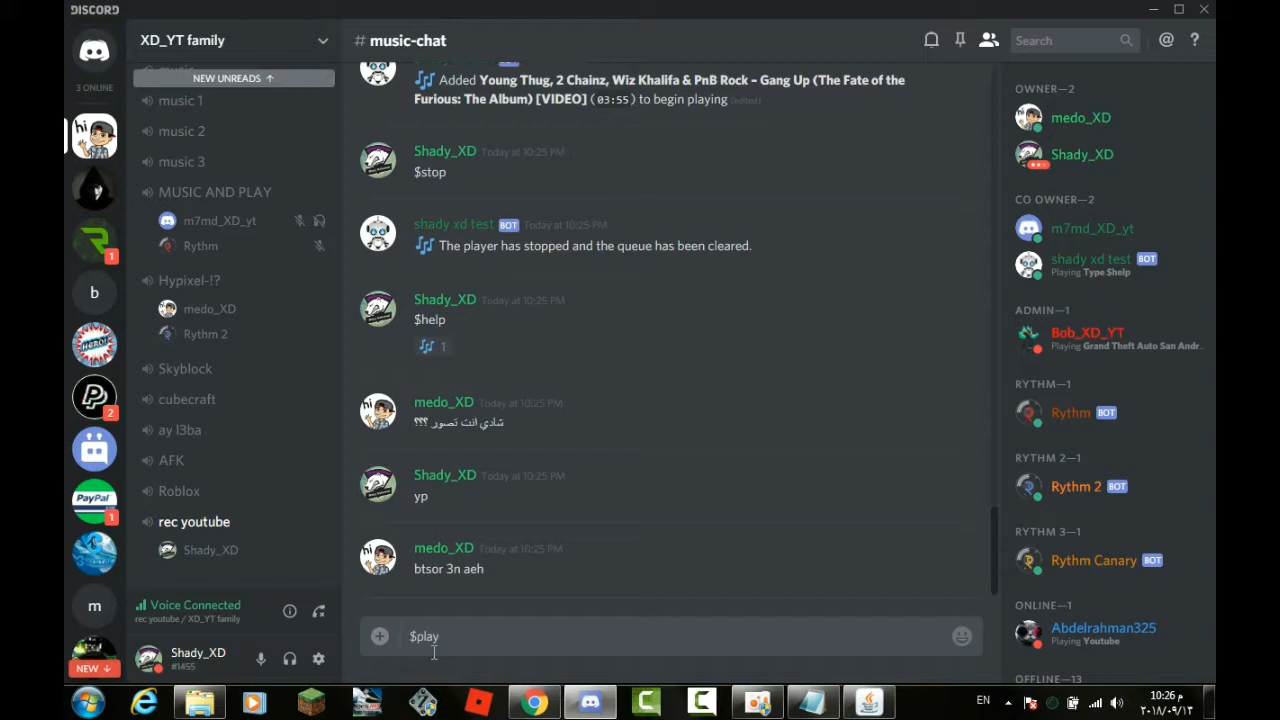 DISCORD
3 ONLINE
XD_YT family
NEW UNREADS ↑
music 1
music 2
music 3
MUSIC AND PLAY
m7md_XD_yt
Rythm
Hypixel-!?
medo_XD
Rythm 2
Skyblock
cubecraft
ay l3ba
AFK
Roblox
rec youtube
Shady_XD
Voice Connected
rec youtube / XD_YT family
Shady_XD
#1455
hi
1
b
HERO!
2
PayPal
1
m
NEW ↓
# music-chat
Search
BOT
Added Young Thug, 2 Chainz, Wiz Khalifa & PnB Rock – Gang Up (The Fate of the
Furious: The Album) [VIDEO] (03:55) to begin playing (edited)
Shady_XD Today at 10:25 PM
$stop
shady xd test BOT Today at 10:25 PM
The player has stopped and the queue has been cleared.
Shady_XD Today at 10:25 PM
$help
1
medo_XD Today at 10:25 PM
شادي انت تصور ؟؟؟
Shady_XD Today at 10:25 PM
yp
medo_XD Today at 10:25 PM
btsor 3n aeh
$play
OWNER—2
medo_XD
Shady_XD
CO OWNER—2
m7md_XD_yt
shady xd test BOT
Playing Type Shelp
ADMIN—1
Bob_XD_YT
Playing Grand Theft Auto San Andr...
RYTHM—1
Rythm BOT
RYTHM 2—1
Rythm 2 BOT
RYTHM 3—1
Rythm Canary BOT
ONLINE—1
Abdelrahman325
Playing Youtube
OFFLINE—13
EN
10:26 م
٢٠١٨/٠٩/١٣